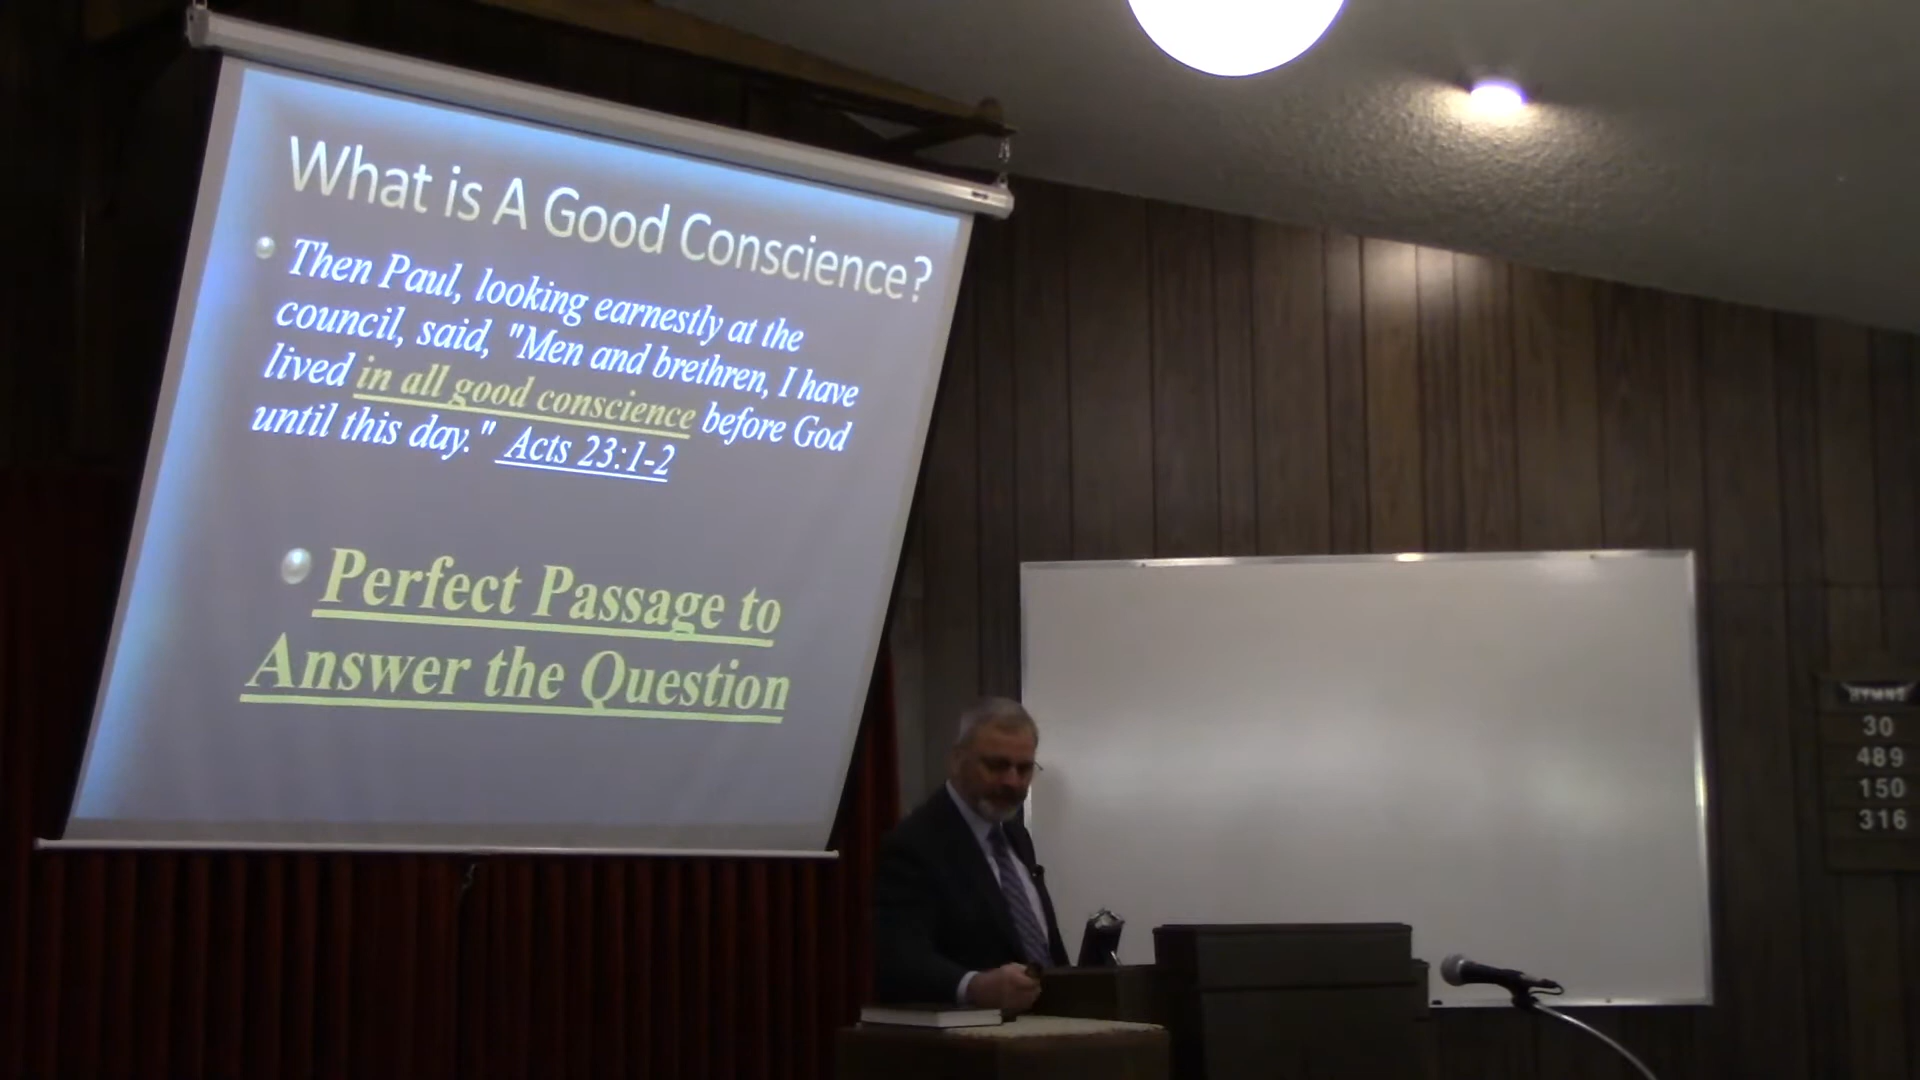 What is A Good Conscience?
Then Paul, looking earnestly at the
council, said, "Men and brethren, I have
lived in all good conscience before God
until this day." Acts 23:1-2
Perfect Passage to
Answer the Question
HYMNS
30
489
150
316